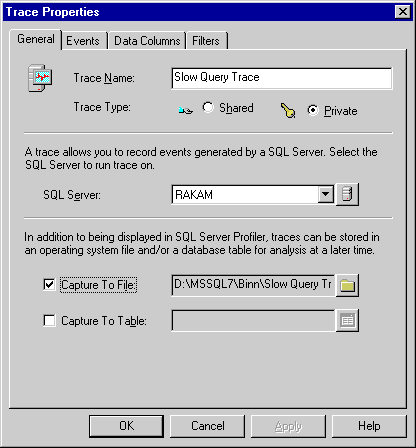 Trace Properties
General Events Data Columns Filters
Trace Name: Slow Query Trace
Trace Type: Shared Private
A trace allows you to record events generated by a SQL Server. Select the
SQL Server to run trace on.
SQL Server: RAKAM
In addition to being displayed in SQL Server Profiler, traces can be stored in
an operating system file and/or a database table for analysis at a later time.
Capture To File: D:\MSSQL7\Binn\Slow Query Tr
Capture To Table:
OK Cancel Apply Help